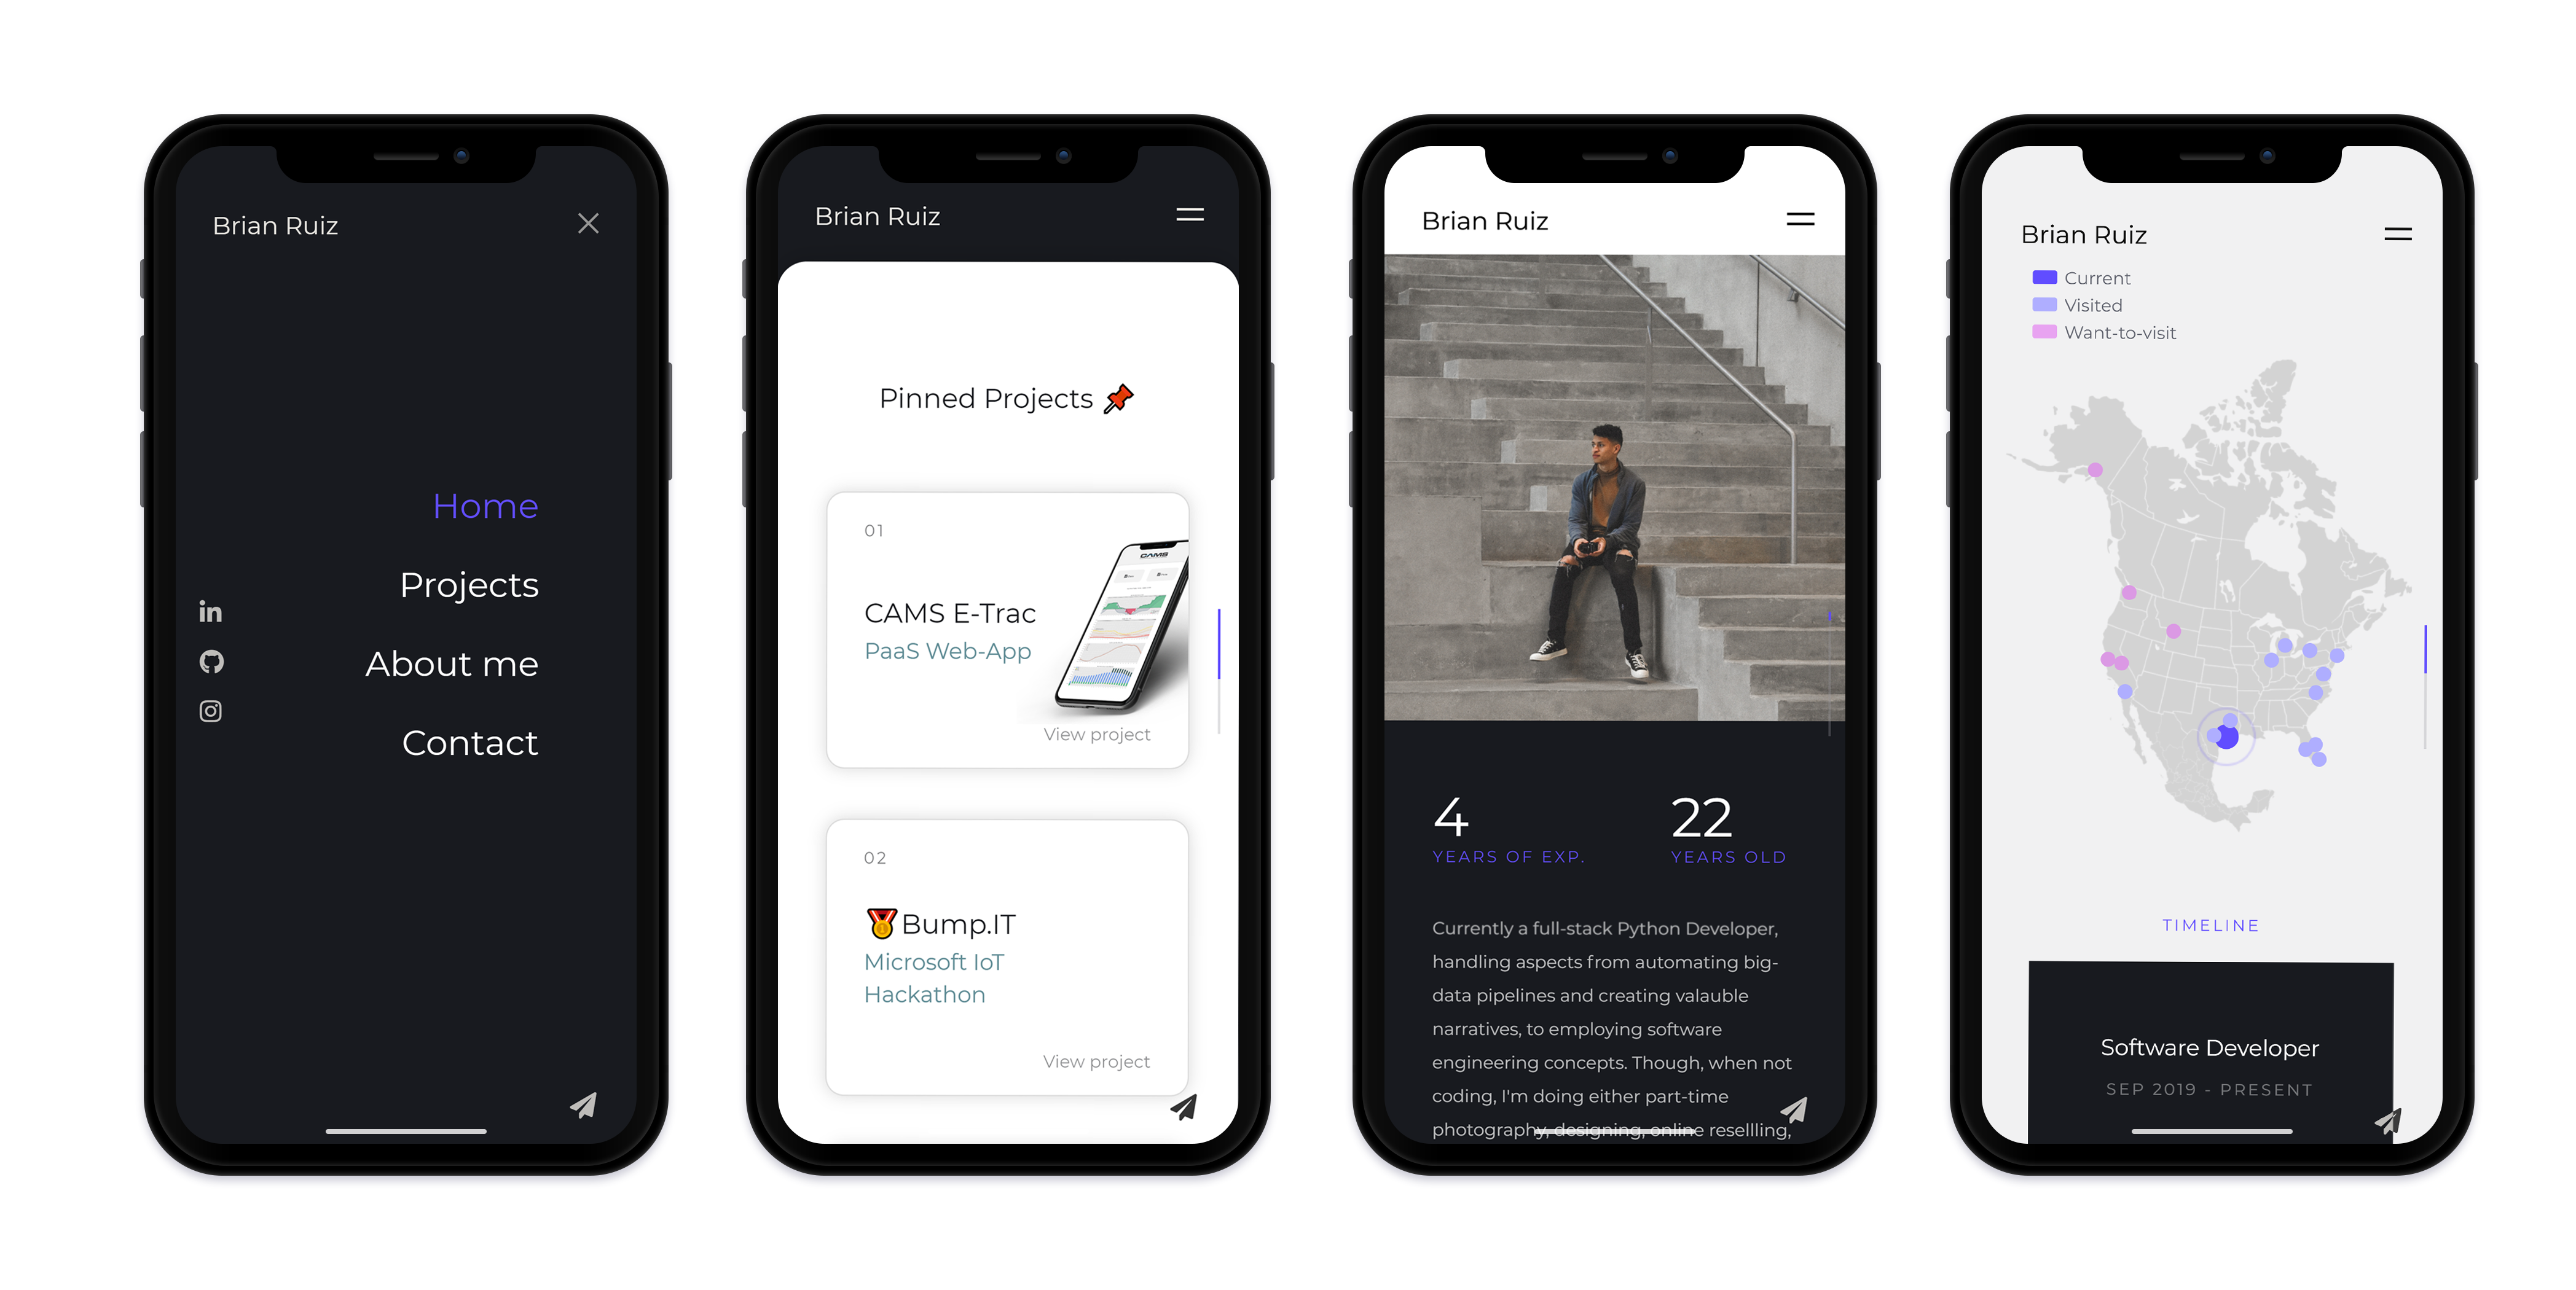 Brian Ruiz
Home
Projects
About me
Contact
Brian Ruiz
Pinned Projects
01
CAMS
CAMS E-Trac
PaaS Web-App
View project
02
Bump.IT
Microsoft IoT
Hackathon
View project
Brian Ruiz
4
YEARS OF EXP.
22
YEARS OLD
Currently a full-stack Python Developer,
handling aspects from automating big-
data pipelines and creating valauble
narratives, to employing software
engineering concepts. Though, when not
coding, I'm doing either part-time
photography, designing, online resellling,
Brian Ruiz
Current
Visited
Want-to-visit
TIMELINE
Software Developer
SEP 2019 - PRESENT